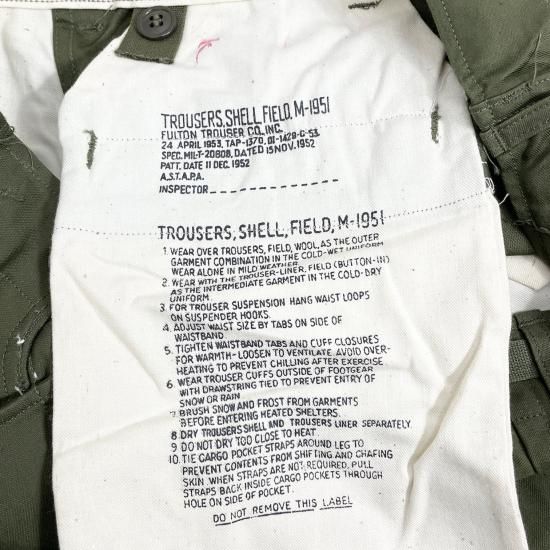 TROUSERS, SHELL, FIELD, M-1951
FULTON TROUSER CO., INC.
24 APRIL 1953, TAP-1370, 01-1428-C-53
SPEC. MIL-T-20808, DATED 15 NOV. 1952
PATT. DATE 11 DEC. 1952
A.S.T.A.P.A.
INSPECTOR
TROUSERS, SHELL, FIELD, M-1951
1. WEAR OVER TROUSERS, FIELD, WOOL, AS THE OUTER
GARMENT COMBINATION IN THE COLD-WET UNIFORM
WEAR ALONE IN MILD WEATHER.
2. WEAR WITH THE TROUSER-LINER, FIELD (BUTTON-IN)
AS THE INTERMEDIATE GARMENT IN THE COLD-DRY
UNIFORM.
3. FOR TROUSER SUSPENSION HANG WAIST LOOPS
ON SUSPENDER HOOKS.
4. ADJUST WAIST SIZE BY TABS ON SIDE OF
WAISTBAND.
5. TIGHTEN WAISTBAND TABS AND CUFF CLOSURES
FOR WARMTH-LOOSEN TO VENTILATE. AVOID OVER-
HEATING TO PREVENT CHILLING AFTER EXERCISE
6. WEAR TROUSER CUFFS OUTSIDE OF FOOTGEAR
WITH DRAWSTRING TIED TO PREVENT ENTRY OF
SNOW OR RAIN
7. BRUSH SNOW AND FROST FROM GARMENTS
BEFORE ENTERING HEATED SHELTERS.
8. DRY TROUSERS SHELL AND TROUSERS LINER SEPARATELY
9. DO NOT DRY TOO CLOSE TO HEAT.
10. TIE CARGO POCKET STRAPS AROUND LEG TO
PREVENT CONTENTS FROM SHIFTING AND CHAFING
SKIN. WHEN STRAPS ARE NOT REQUIRED, PULL
STRAPS BACK INSIDE CARGO POCKETS THROUGH
HOLE ON SIDE OF POCKET.
DO NOT REMOVE THIS LABEL